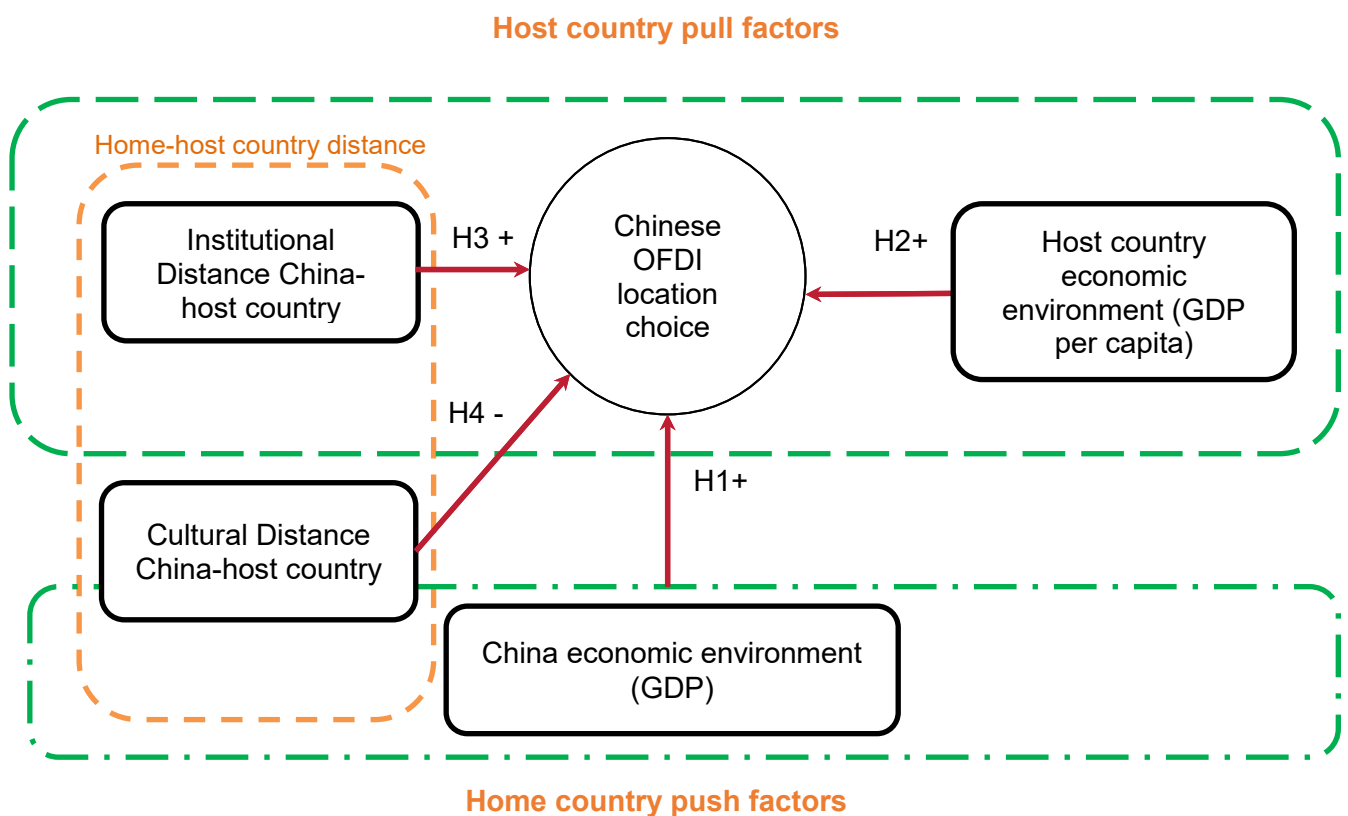 Host country pull factors
Home-host country distance
Institutional
Distance China-
host country
H3 +
Chinese
OFDI
location
choice
H2+
Host country
economic
environment (GDP
per capita)
H4 -
H1+
Cultural Distance
China-host country
China economic environment
(GDP)
Home country push factors